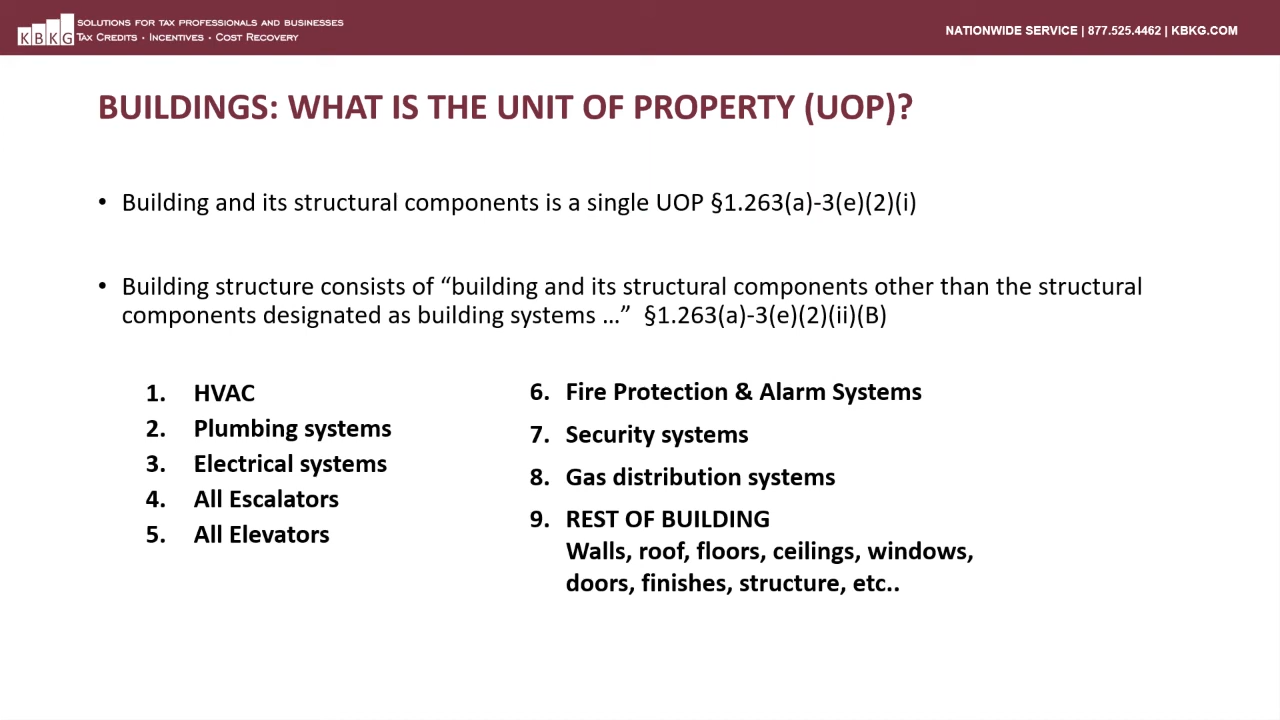 KBKG
SOLUTIONS FOR TAX PROFESSIONALS AND BUSINESSES
TAX CREDITS · INCENTIVES · COST RECOVERY
NATIONWIDE SERVICE | 877.525.4462 | KBKG.COM
BUILDINGS: WHAT IS THE UNIT OF PROPERTY (UOP)?
• Building and its structural components is a single UOP §1.263(a)-3(e)(2)(i)
• Building structure consists of “building and its structural components other than the structural
components designated as building systems …” §1.263(a)-3(e)(2)(ii)(B)
1. HVAC
2. Plumbing systems
3. Electrical systems
4. All Escalators
5. All Elevators
6. Fire Protection & Alarm Systems
7. Security systems
8. Gas distribution systems
9. REST OF BUILDING
Walls, roof, floors, ceilings, windows,
doors, finishes, structure, etc..